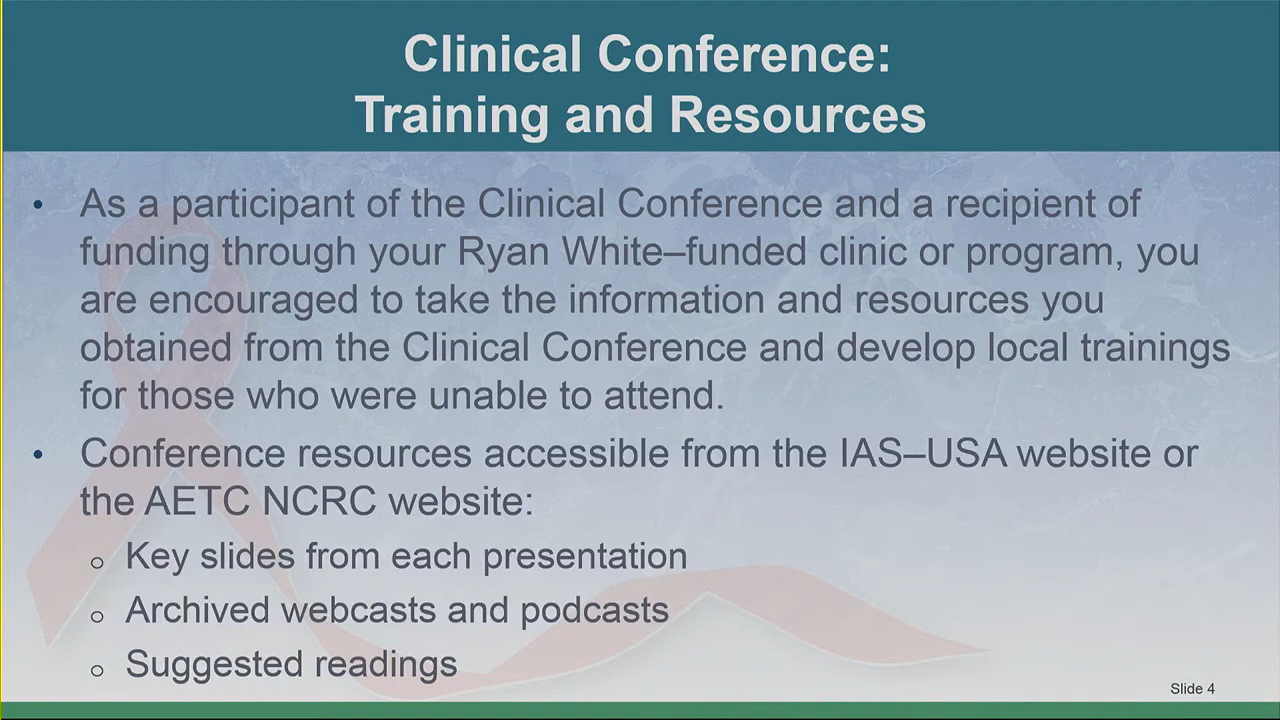 Clinical Conference:
Training and Resources
• As a participant of the Clinical Conference and a recipient of
funding through your Ryan White–funded clinic or program, you
are encouraged to take the information and resources you
obtained from the Clinical Conference and develop local trainings
for those who were unable to attend.
• Conference resources accessible from the IAS–USA website or
the AETC NCRC website:
o Key slides from each presentation
o Archived webcasts and podcasts
o Suggested readings
Slide 4